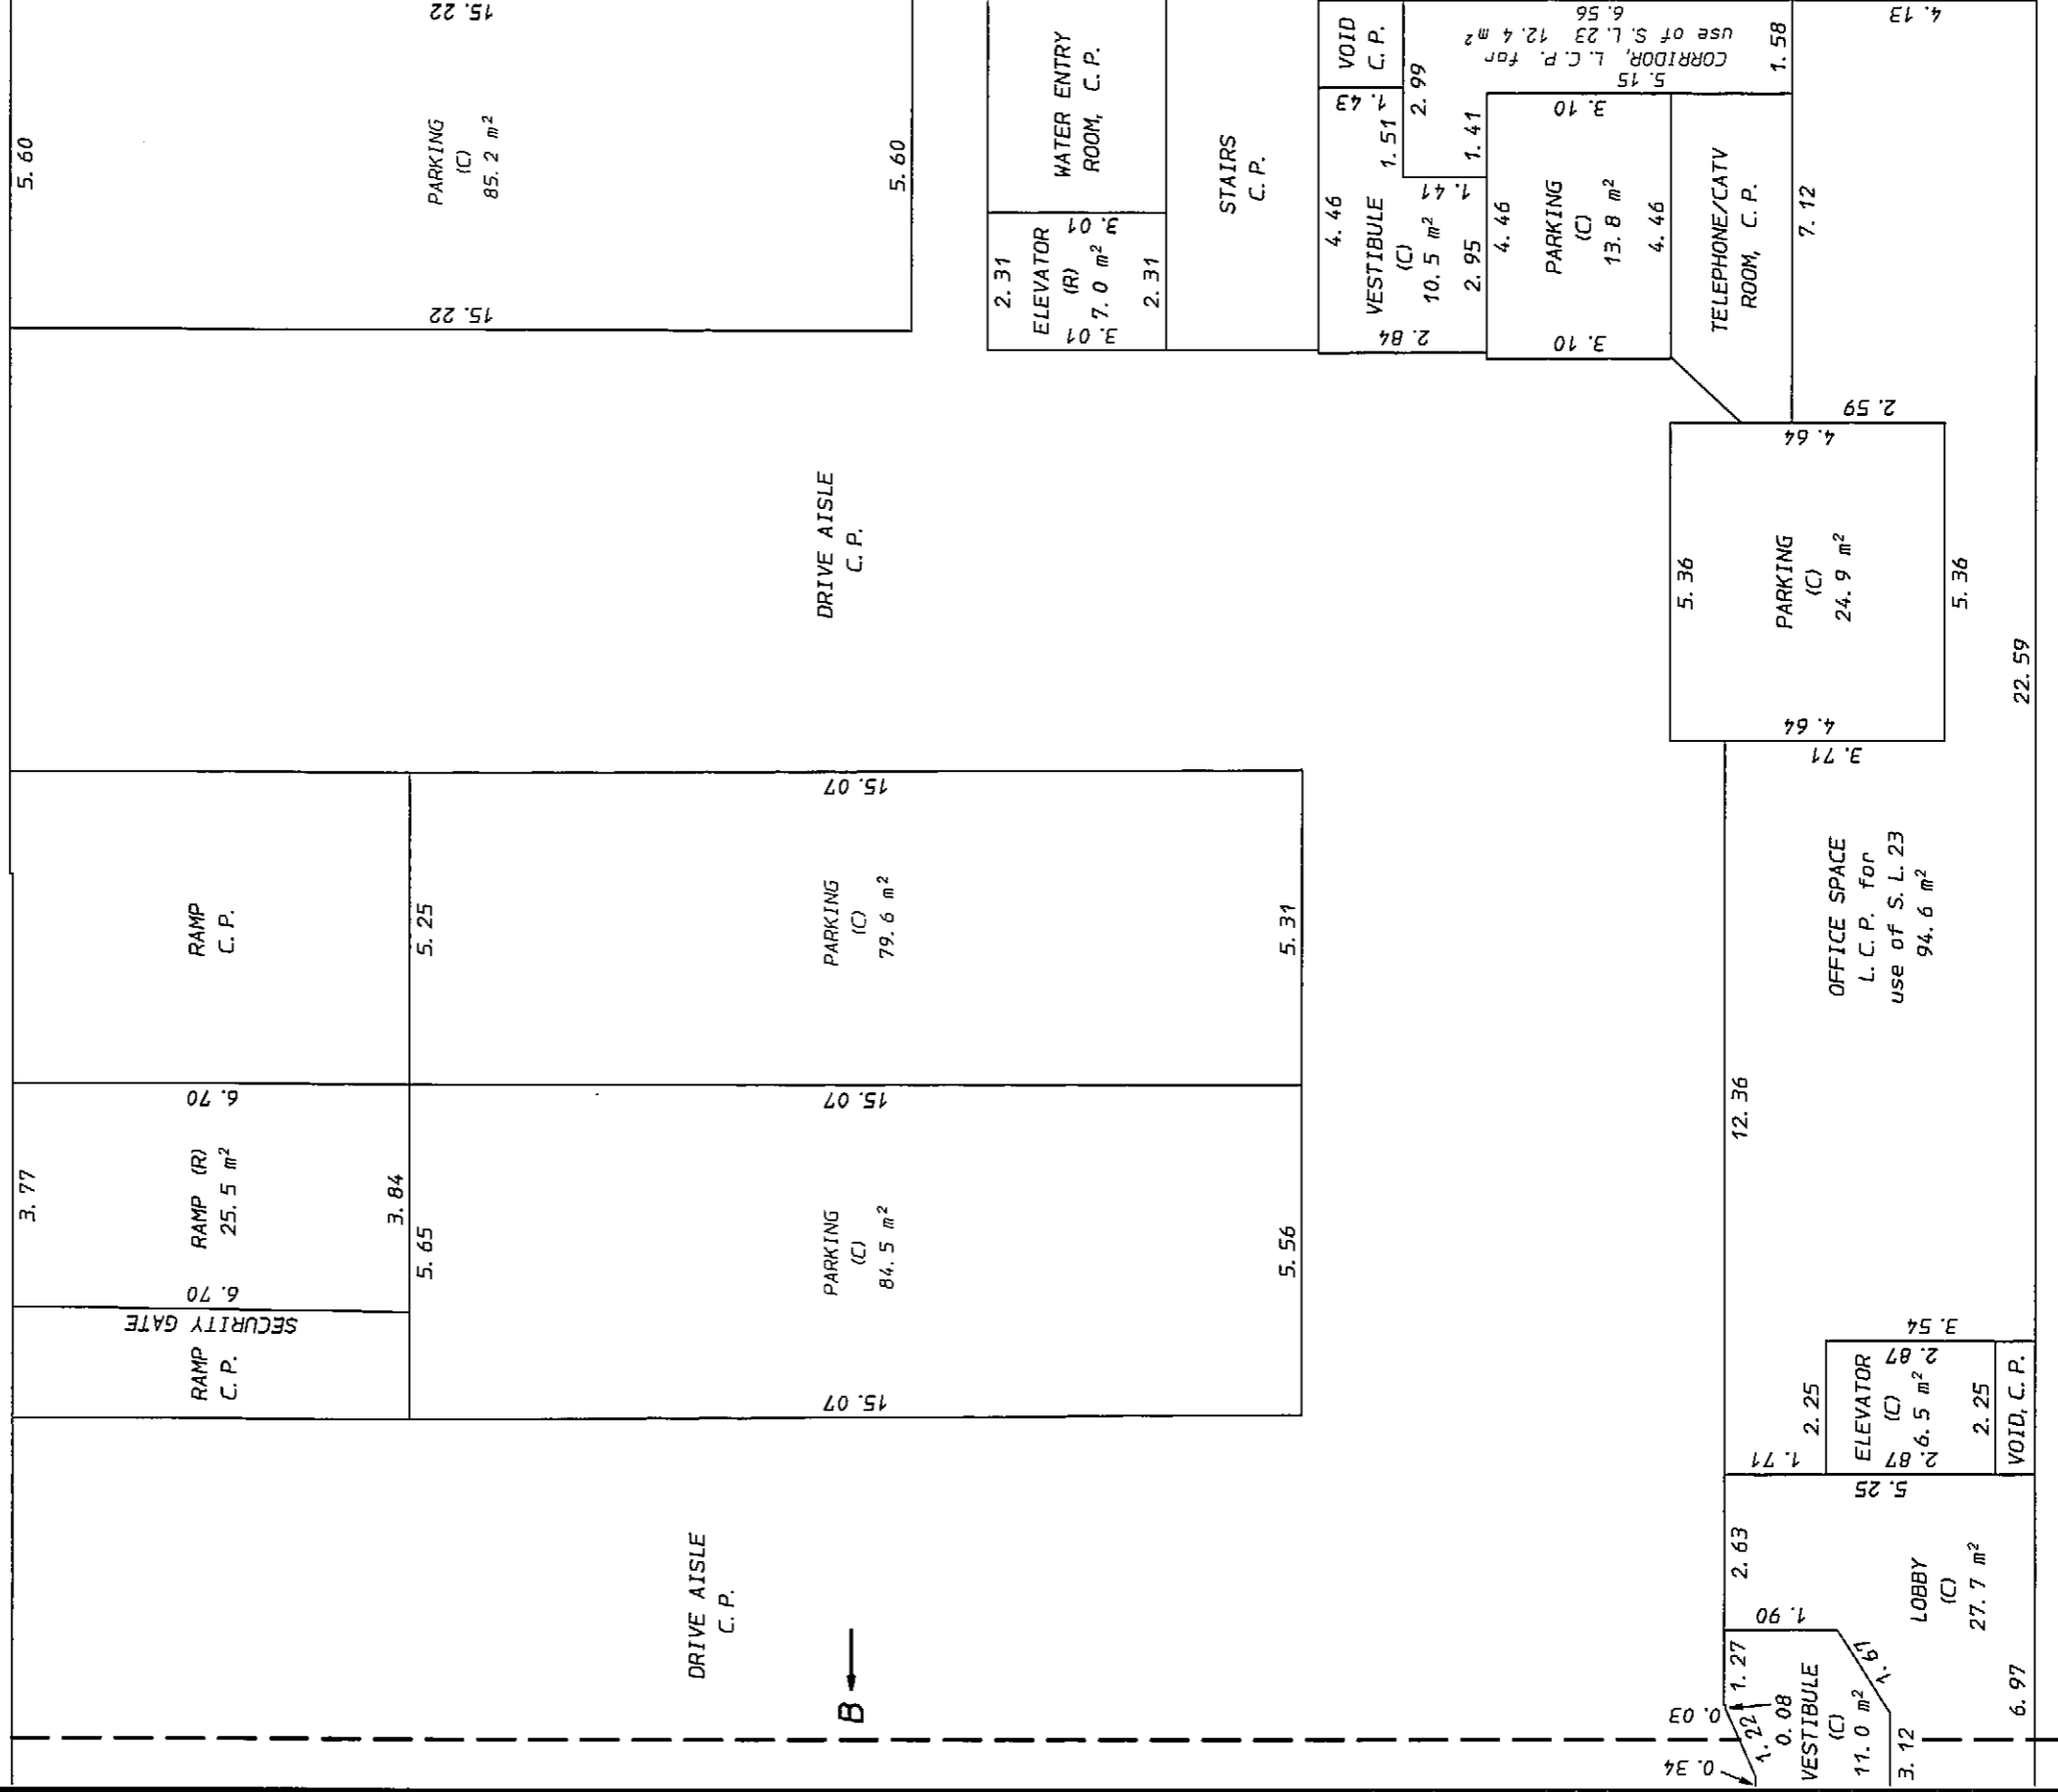 15. 22
5. 60
PARKING
(C)
85. 2 m²
5. 60
15. 22
WATER ENTRY
ROOM, C. P.
2. 31
ELEVATOR
(R)
7. 0 m²
3. 01
3. 01
2. 31
STAIRS
C. P.
VOID
C. P.
1. 43
4. 46
1. 51
2. 99
VESTIBULE
(C)
10. 5 m²
2. 95
1. 41
1. 41
2. 84
CORRIDOR, L. C. P. for
use of S. L. 23 12. 4 m²
6. 56
5. 15
1. 58
4. 13
3. 10
4. 46
PARKING
(C)
13. 8 m²
4. 46
3. 10
TELEPHONE/CATV
ROOM, C. P.
7. 12
2. 59
4. 64
5. 36
PARKING
(C)
24. 9 m²
5. 36
4. 64
3. 71
22. 59
DRIVE AISLE
C. P.
RAMP
C. P.
5. 25
15. 07
PARKING
(C)
79. 6 m²
5. 31
6. 70
3. 77
RAMP (R)
25. 5 m²
3. 84
6. 70
SECURITY GATE
RAMP
C. P.
15. 07
5. 65
PARKING
(C)
84. 5 m²
5. 56
15. 07
OFFICE SPACE
L. C. P. for
use of S. L. 23
94. 6 m²
12. 36
3. 54
2. 87
2. 25
ELEVATOR
(C)
6. 5 m²
2. 25
2. 87
VOID, C. P.
1. 71
5. 25
DRIVE AISLE
C. P.
B
2. 63
LOBBY
(C)
27. 7 m²
1. 90
1. 67
6. 97
1. 27
0. 03
0. 08
1. 22
0. 34
VESTIBULE
(C)
11. 0 m²
3. 12